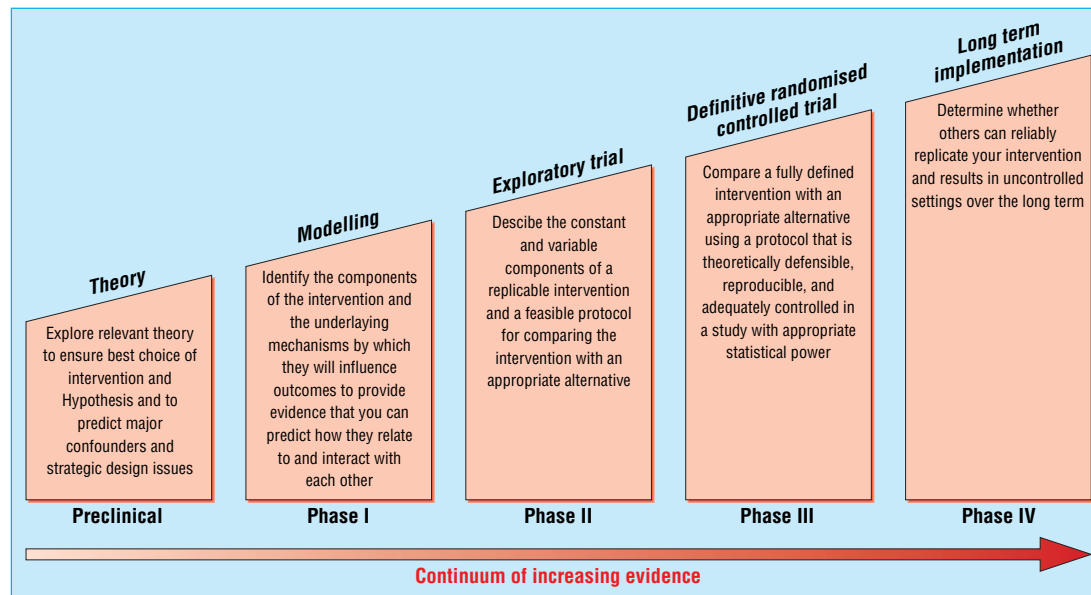 Theory
Explore relevant theory
to ensure best choice of
intervention and
Hypothesis and to
predict major
confounders and
strategic design issues
Preclinical
Modelling
Identify the components
of the intervention and
the underlaying
mechanisms by which
they will influence
outcomes to provide
evidence that you can
predict how they relate
to and interact with
each other
Phase I
Exploratory trial
Descibe the constant
and variable
components of a
replicable intervention
and a feasible protocol
for comparing the
intervention with an
appropriate alternative
Phase II
Definitive randomised
controlled trial
Compare a fully defined
intervention with an
appropriate alternative
using a protocol that is
theoretically defensible,
reproducible, and
adequately controlled in
a study with appropriate
statistical power
Phase III
Long term
implementation
Determine whether
others can reliably
replicate your intervention
and results in uncontrolled
settings over the long term
Phase IV
Continuum of increasing evidence